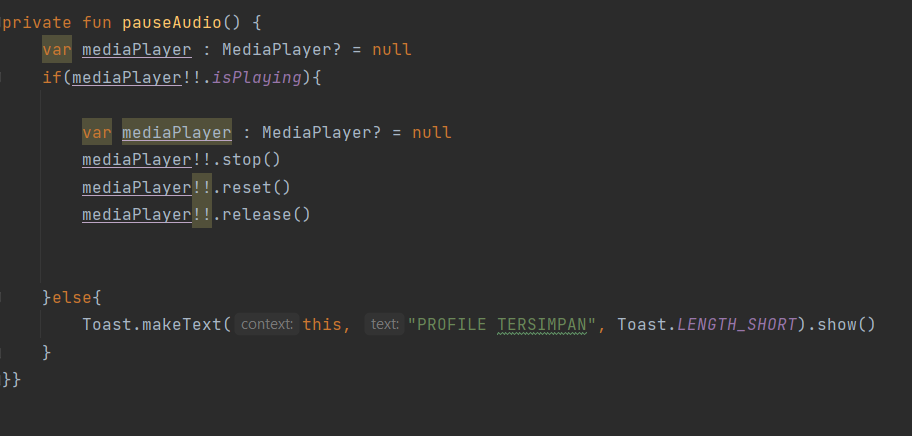 private fun pauseAudio() {
var mediaPlayer : MediaPlayer? = null
if(mediaPlayer!!.isPlaying){
var mediaPlayer : MediaPlayer? = null
mediaPlayer!!.stop()
mediaPlayer!!.reset()
mediaPlayer!!.release()
}else{
Toast.makeText( context: this, text: "PROFILE TERSIMPAN", Toast.LENGTH_SHORT).show()
}
}}